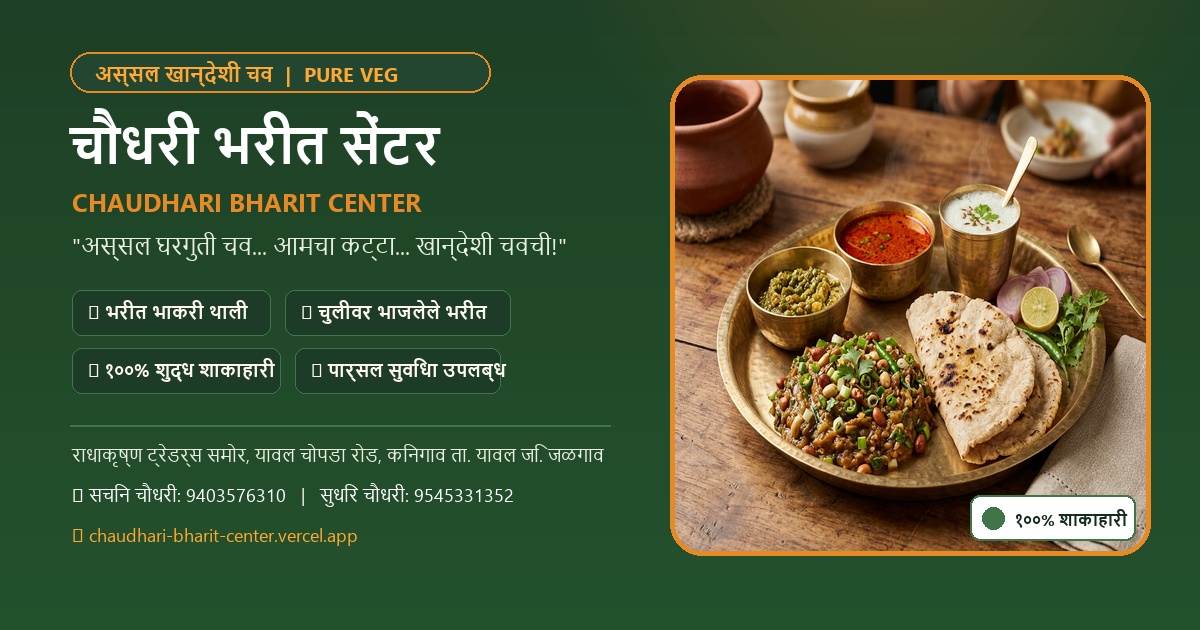 अस्सल खान्देशी चव | PURE VEG
चौधरी भरीत सेंटर
CHAUDHARI BHARIT CENTER
"अस्सल घरगुती चव... आमचा कट्टा... खान्देशी चवची!"
▯ भरीत भाकरी थाली ▯ चुलीवर भाजलेले भरीत
▯ १००% शुद्ध शाकाहारी ▯ पार्सल सुविधा उपलब्ध
राधाकृष्ण ट्रेडर्स समोर, यावल चोपडा रोड, कनिगाव ता. यावल जि. जळगाव
▯ सचनि चौधरी: 9403576310 | सुधरि चौधरी: 9545331352
▯ chaudhari-bharit-center.vercel.app
१००% शाकाहारी